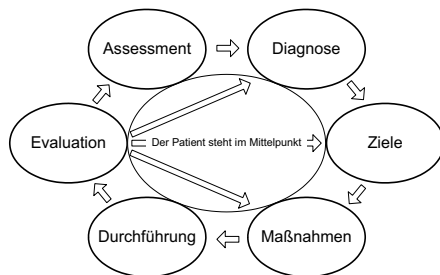 Assessment
Diagnose
Evaluation
Der Patient steht im Mittelpunkt
Ziele
Durchführung
Maßnahmen